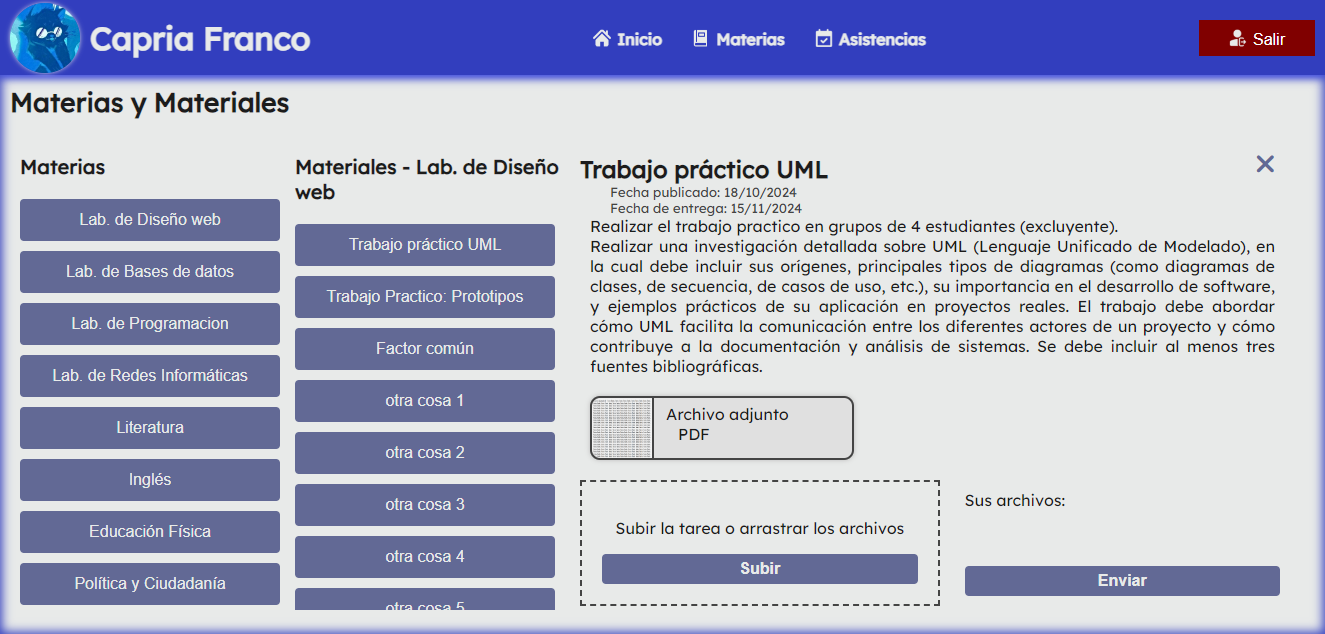 Capria Franco
Inicio
Materias
Asistencias
Salir
Materias y Materiales
Materias
Lab. de Diseño web
Lab. de Bases de datos
Lab. de Programacion
Lab. de Redes Informáticas
Literatura
Inglés
Educación Física
Política y Ciudadanía
Materiales - Lab. de Diseño
web
Trabajo práctico UML
Trabajo Practico: Prototipos
Factor común
otra cosa 1
otra cosa 2
otra cosa 3
otra cosa 4
otra cosa 5
Trabajo práctico UML
Fecha publicado: 18/10/2024
Fecha de entrega: 15/11/2024
Realizar el trabajo practico en grupos de 4 estudiantes (excluyente).
Realizar una investigación detallada sobre UML (Lenguaje Unificado de Modelado), en
la cual debe incluir sus orígenes, principales tipos de diagramas (como diagramas de
clases, de secuencia, de casos de uso, etc.), su importancia en el desarrollo de software,
y ejemplos prácticos de su aplicación en proyectos reales. El trabajo debe abordar
cómo UML facilita la comunicación entre los diferentes actores de un proyecto y cómo
contribuye a la documentación y análisis de sistemas. Se debe incluir al menos tres
fuentes bibliográficas.
Archivo adjunto
PDF
Subir la tarea o arrastrar los archivos
Subir
Sus archivos:
Enviar